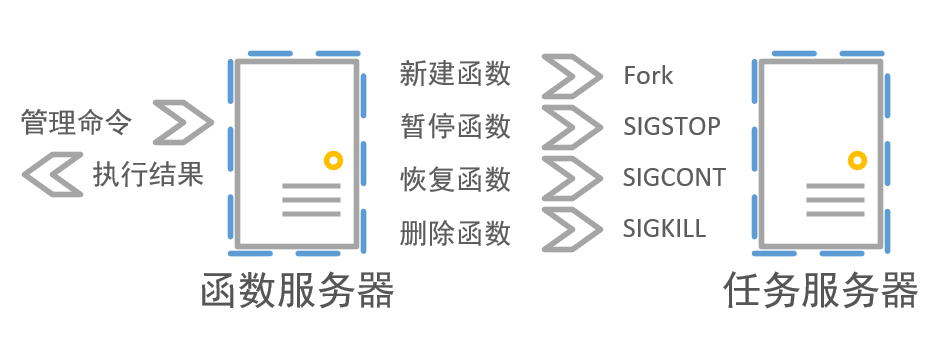 管理命令
执行结果
新建函数 Fork
暂停函数 SIGSTOP
恢复函数 SIGCONT
删除函数 SIGKILL
函数服务器
任务服务器